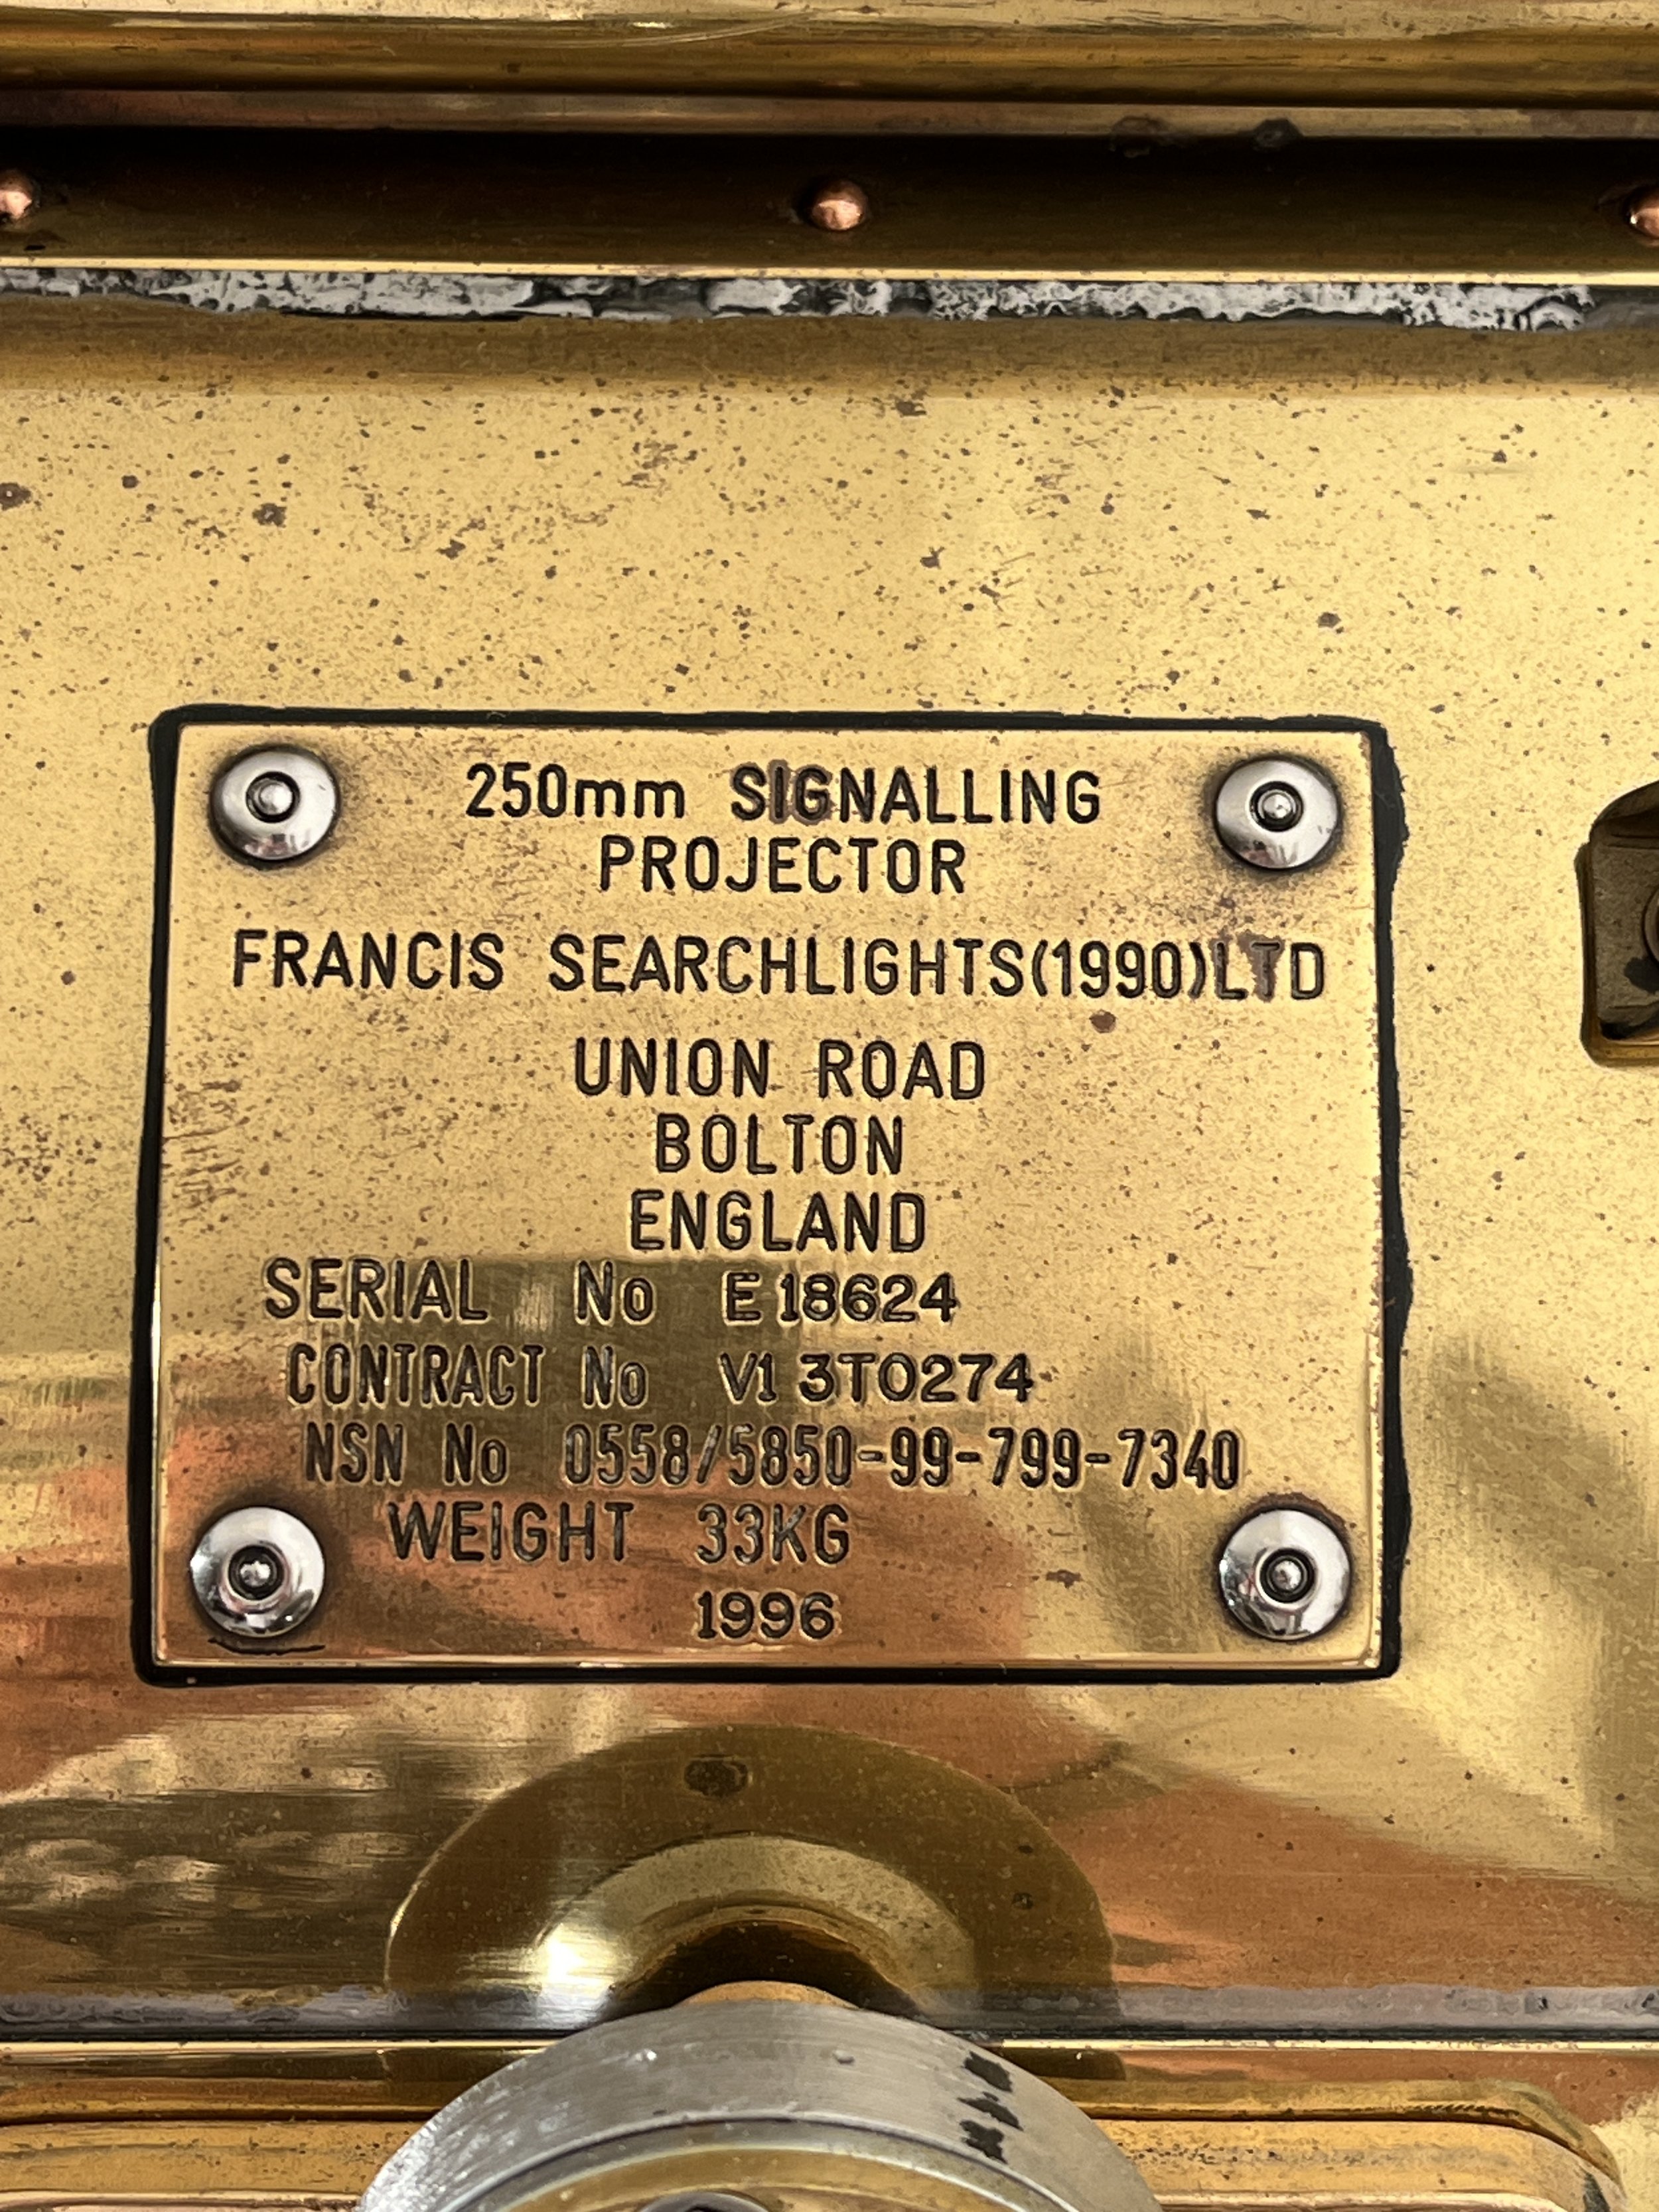 250mm SIGNALLING
PROJECTOR
FRANCIS SEARCHLIGHTS(1990)LTD
UNION ROAD
BOLTON
ENGLAND
SERIAL No E18624
CONTRACT No V1 3T0274
NSN No 0558/5850-99-799-7340
WEIGHT 33KG
1996